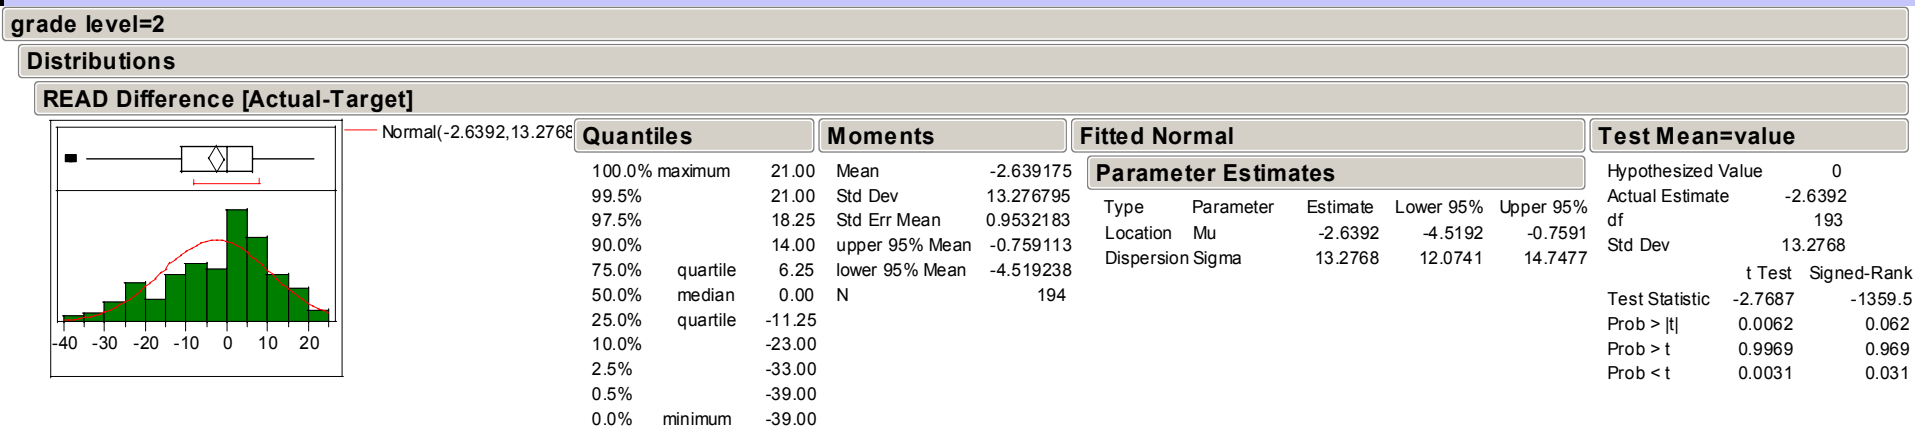 grade level=2
Distributions
READ Difference [Actual-Target]
Normal(-2.6392,13.2768
-40 -30 -20 -10 0 10 20
Quantiles
100.0% maximum 21.00
99.5% 21.00
97.5% 18.25
90.0% 14.00
75.0% quartile 6.25
50.0% median 0.00
25.0% quartile -11.25
10.0% -23.00
2.5% -33.00
0.5% -39.00
0.0% minimum -39.00
Moments
Mean -2.639175
Std Dev 13.276795
Std Err Mean 0.9532183
upper 95% Mean -0.759113
lower 95% Mean -4.519238
N 194
Fitted Normal
Parameter Estimates
Type Parameter Estimate Lower 95% Upper 95%
Location Mu -2.6392 -4.5192 -0.7591
Dispersion Sigma 13.2768 12.0741 14.7477
Test Mean=value
Hypothesized Value 0
Actual Estimate -2.6392
df 193
Std Dev 13.2768
t Test Signed-Rank
Test Statistic -2.7687 -1359.5
Prob > |t| 0.0062 0.062
Prob > t 0.9969 0.969
Prob < t 0.0031 0.031